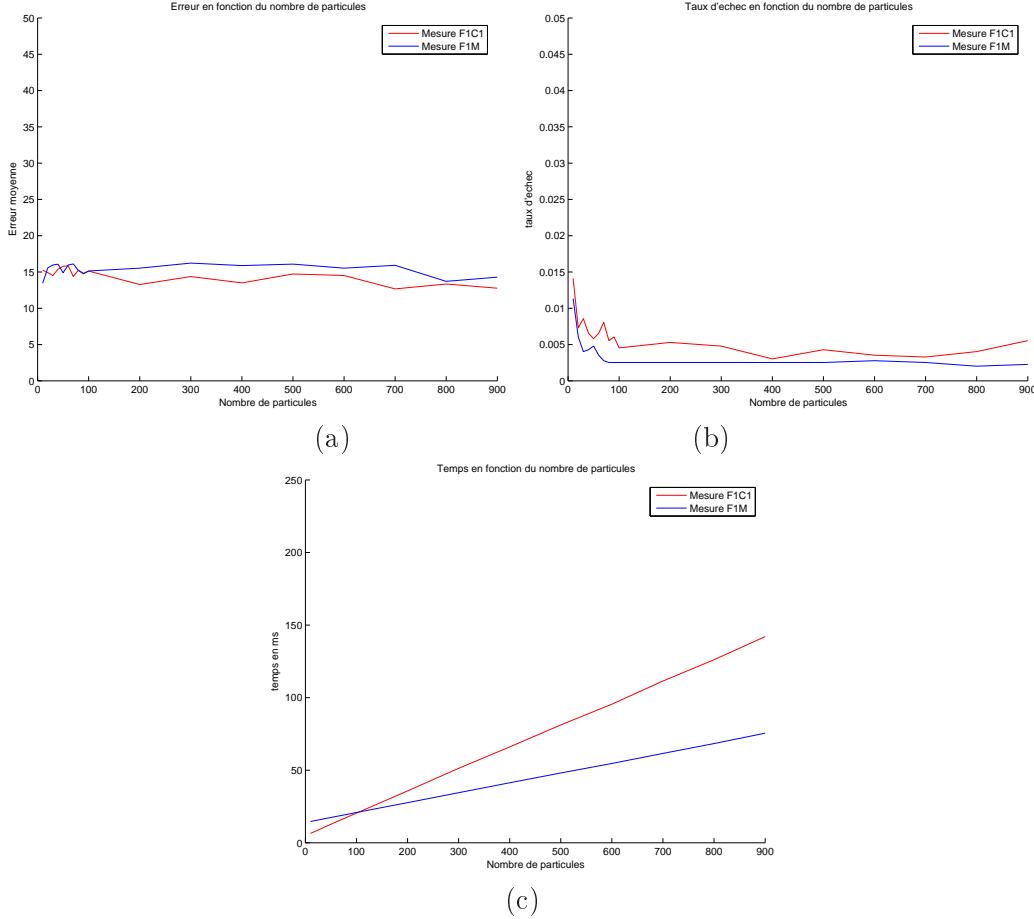 Erreur en fonction du nombre de particules
50
45
40
35
30
25
20
15
10
5
0
Erreur moyenne
Mesure F1C1
Mesure F1M
0 100 200 300 400 500 600 700 800 900
Nombre de particules
(a)
Taux d'echec en fonction du nombre de particules
0.05
0.045
0.04
0.035
0.03
0.025
0.02
0.015
0.01
0.005
0
taux d'echec
Mesure F1C1
Mesure F1M
0 100 200 300 400 500 600 700 800 900
Nombre de particules
(b)
Temps en fonction du nombre de particules
250
200
150
100
50
0
temps en ms
Mesure F1C1
Mesure F1M
0 100 200 300 400 500 600 700 800 900
Nombre de particules
(c)